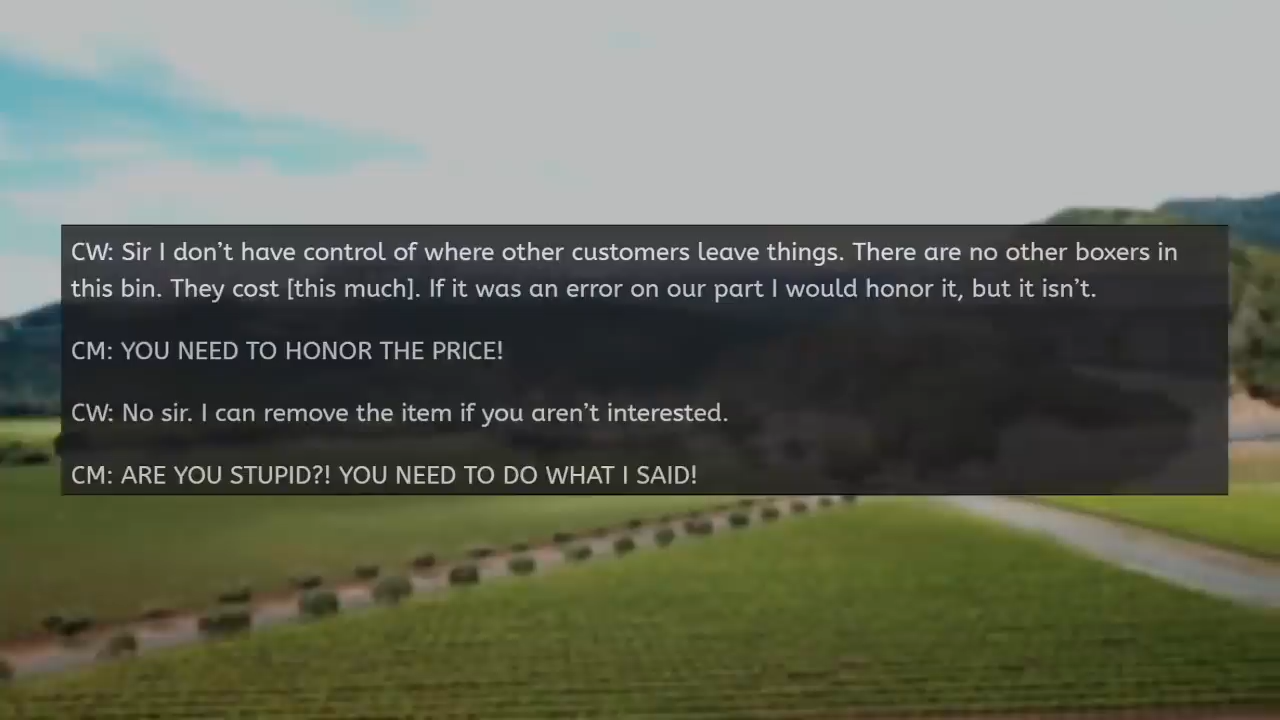 CW: Sir I don’t have control of where other customers leave things. There are no other boxers in
this bin. They cost [this much]. If it was an error on our part I would honor it, but it isn’t.
CM: YOU NEED TO HONOR THE PRICE!
CW: No sir. I can remove the item if you aren’t interested.
CM: ARE YOU STUPID?! YOU NEED TO DO WHAT I SAID!